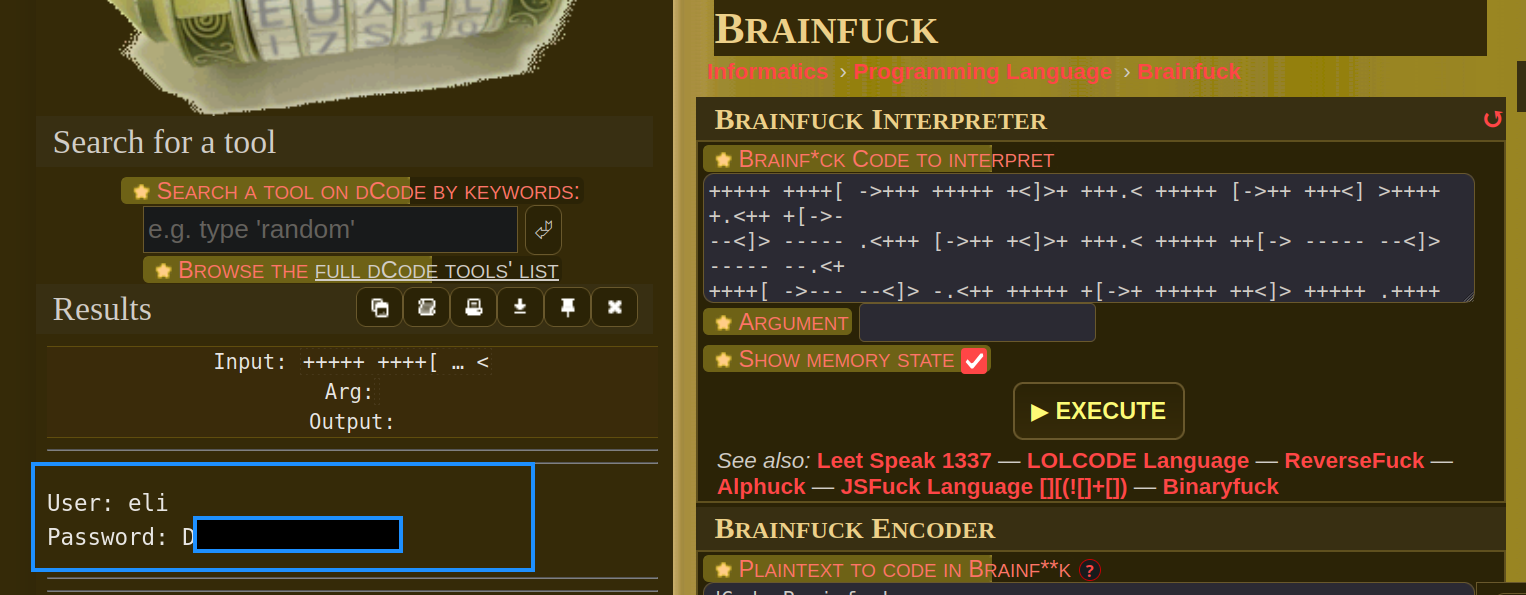 Search for a tool
★ SEARCH A TOOL ON DCODE BY KEYWORDS:
e.g. type 'random'
★ BROWSE THE FULL DCODE TOOLS' LIST
Results
Input: +++++ ++++[ … <
Arg:
Output:
User: eli
Password: D
BRAINFUCK
Informatics › Programming Language › Brainfuck
BRAINFUCK INTERPRETER
★ BRAINF*CK CODE TO INTERPRET
+++++ ++++[ ->+++ +++++ +<]>+ +++.< +++++ [->++ +++<] >++++
+.<++ +[->-
--<]> ----- .<+++ [->++ +<]>+ +++.< +++++ ++[-> ----- --<]>
----- --.<+
++++[ ->--- --<]> -.<++ +++++ +[->+ +++++ ++<]> +++++ .++++
★ ARGUMENT
★ SHOW MEMORY STATE
▶ EXECUTE
See also: Leet Speak 1337 — LOLCODE Language — ReverseFuck —
Alphuck — JSFuck Language [][(![]+[]) — Binaryfuck
BRAINFUCK ENCODER
★ PLAINTEXT TO CODE IN BRAINF**K ?